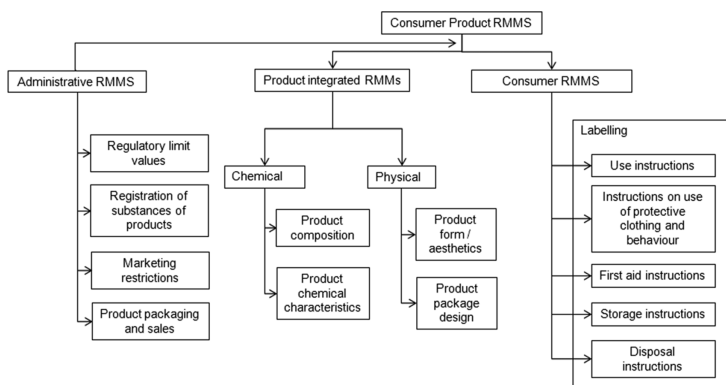 Consumer Product RMMS
Administrative RMMS
Product integrated RMMs
Consumer RMMS
Regulatory limit
values
Registration of
substances of
products
Marketing
restrictions
Product packaging
and sales
Chemical
Physical
Product
composition
Product
chemical
characteristics
Product
form /
aesthetics
Product
package
design
Labelling
Use instructions
Instructions on use
of protective
clothing and
behaviour
First aid instructions
Storage instructions
Disposal
instructions